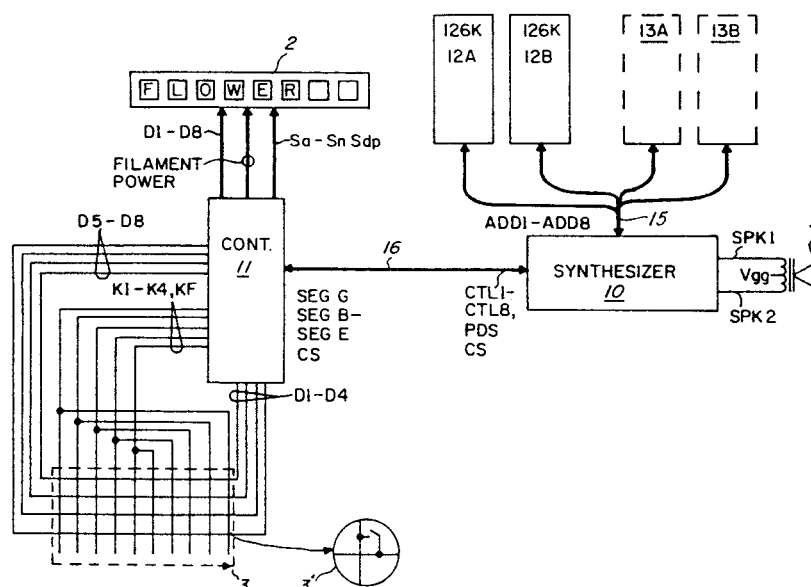 2
F L O W E R
D1-D8
Sa-Sn Sdp
FILAMENT
POWER
D5-D8
K1-K4,KF
CONT.
11
SEG G
SEG B-
SEG E
CS
D1-D4
3
3'
16
CTL1-
CTL8,
PDS
CS
126K
12A
126K
12B
13A
13B
ADD1-ADD8
15
SYNTHESIZER
10
SPK1
Vgg
SPK2